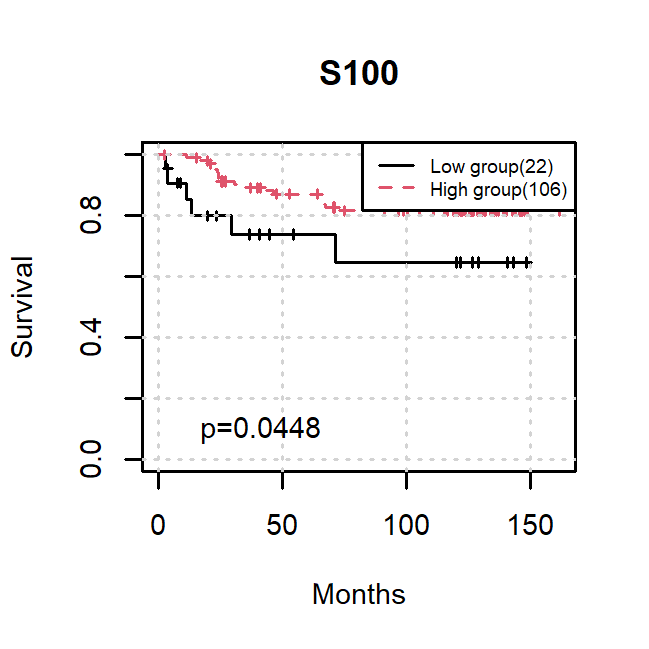 S100
Low group(22)
High group(106)
Survival
0.8
0.4
0.0
p=0.0448
0 50 100 150
Months